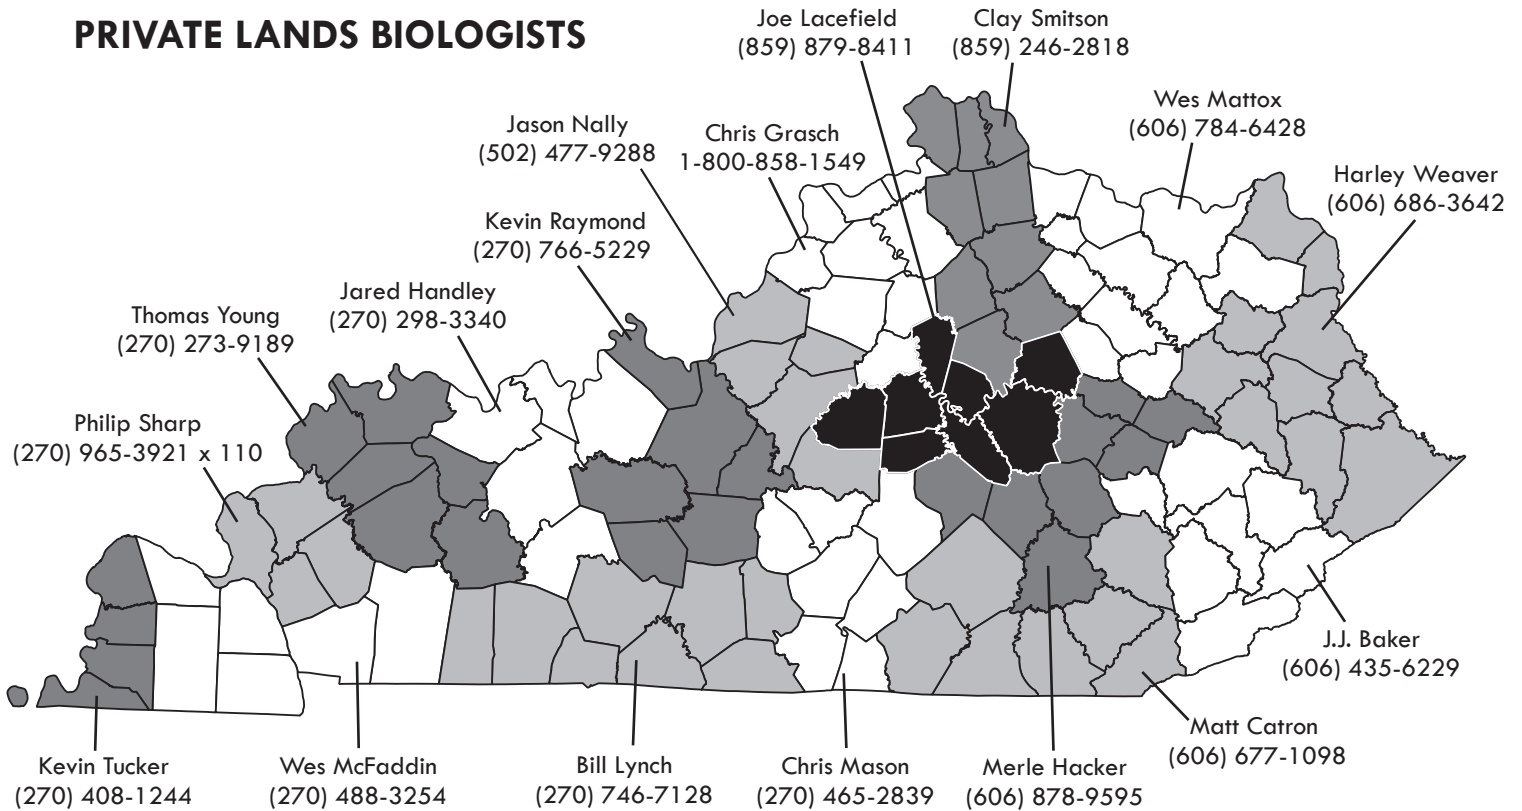 PRIVATE LANDS BIOLOGISTS
Joe Lacefield
(859) 879-8411
Clay Smitson
(859) 246-2818
Wes Mattox
(606) 784-6428
Jason Nally
(502) 477-9288
Chris Grasch
1-800-858-1549
Harley Weaver
(606) 686-3642
Kevin Raymond
(270) 766-5229
Jared Handley
(270) 298-3340
Thomas Young
(270) 273-9189
Philip Sharp
(270) 965-3921 x 110
J.J. Baker
(606) 435-6229
Matt Catron
(606) 677-1098
Kevin Tucker
(270) 408-1244
Wes McFaddin
(270) 488-3254
Bill Lynch
(270) 746-7128
Chris Mason
(270) 465-2839
Merle Hacker
(606) 878-9595